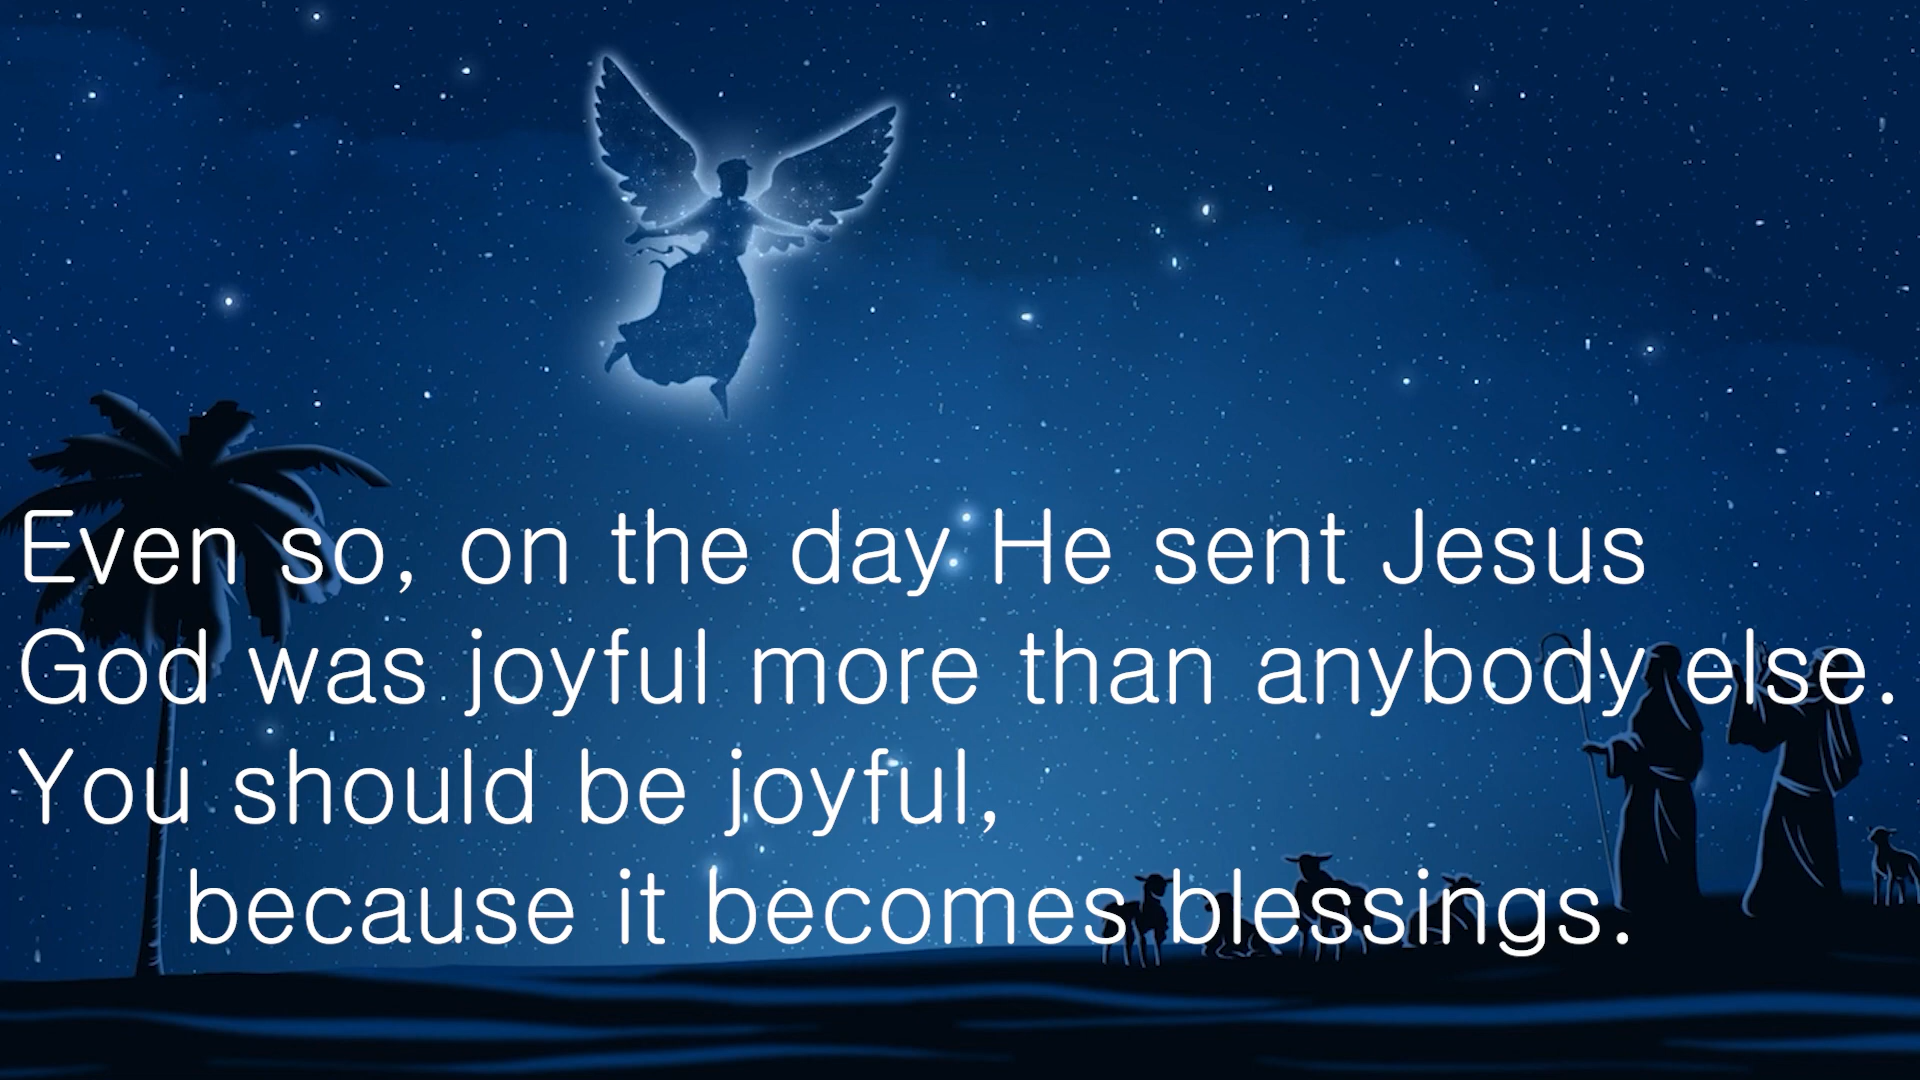 Even so, on the day He sent Jesus
God was joyful more than anybody else.
You should be joyful,
because it becomes blessings.